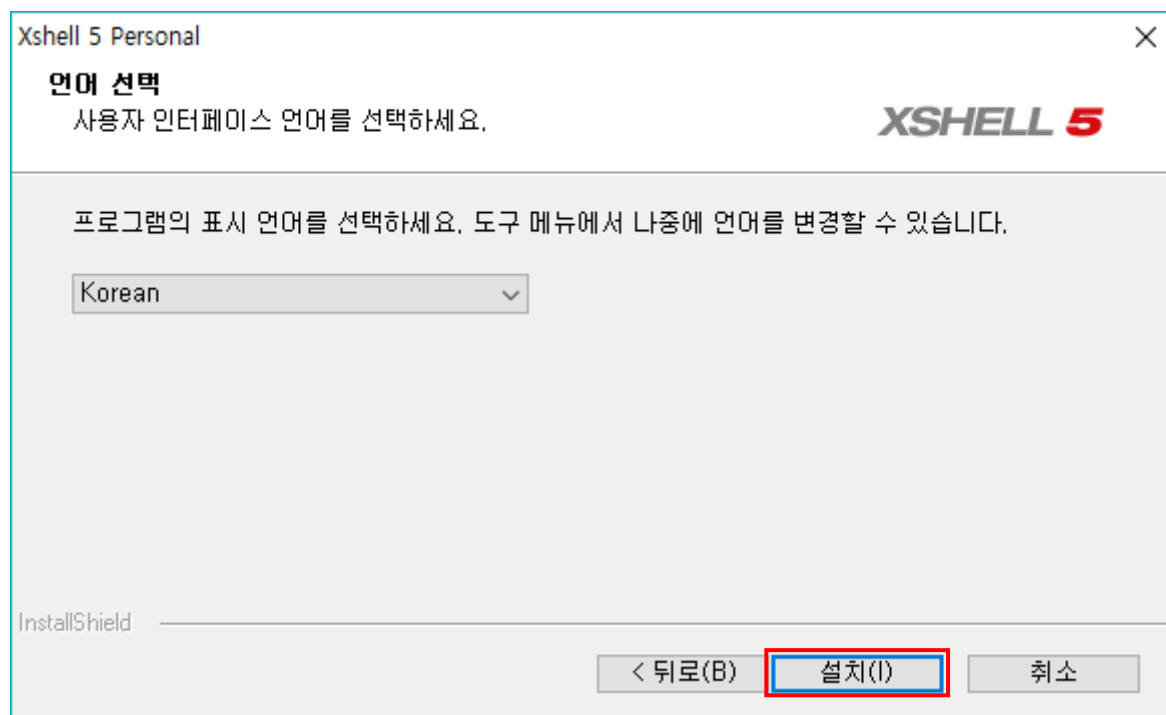 Xshell 5 Personal
언어 선택
사용자 인터페이스 언어를 선택하세요.
XSHELL 5
프로그램의 표시 언어를 선택하세요. 도구 메뉴에서 나중에 언어를 변경할 수 있습니다.
Korean
InstallShield
< 뒤로(B) 설치(I) 취소